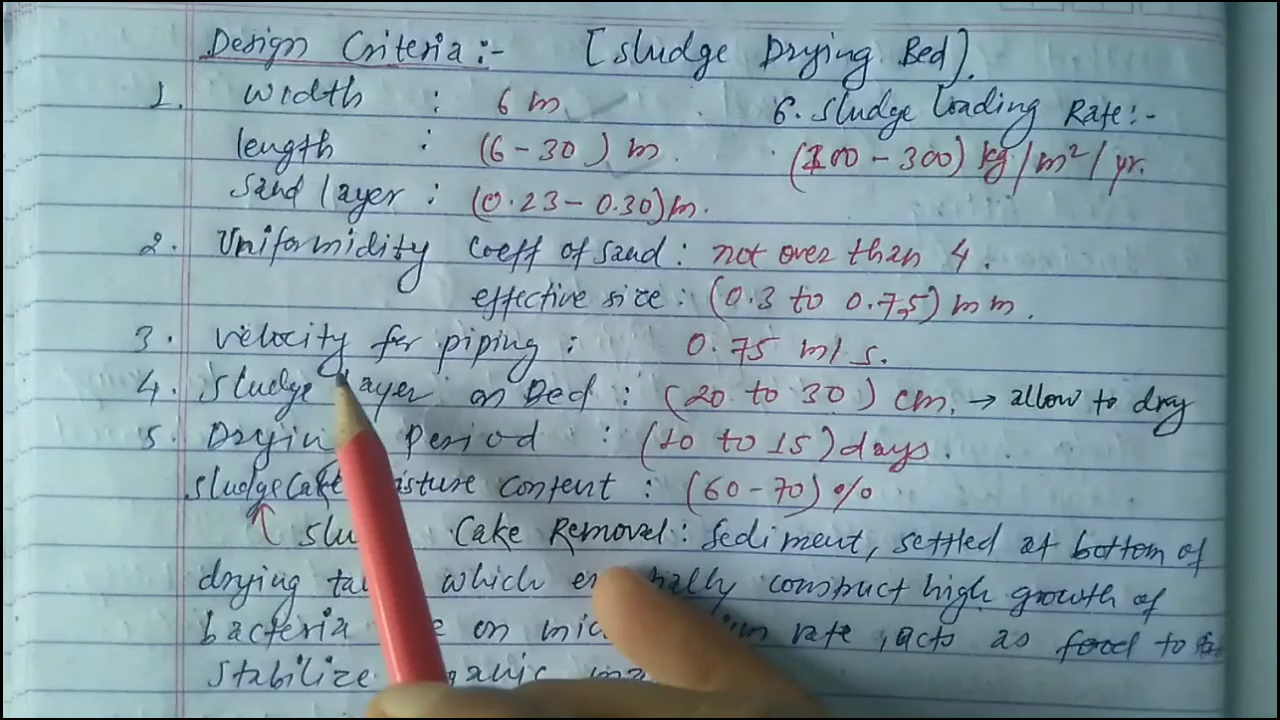 Design Criteria:- [Sludge Drying Bed].
1. Width : 6 m
6. Sludge Loading Rate:-
length : (6-30) m.
(100-300) kg/m²/yr.
Sand layer : (0.23-0.30)m.
2. Uniformidity Coeff of Sand : not over than 4.
effective size : (0.3 to 0.75) mm.
3. Velocity for piping : 0.75 m/s.
4. Sludge layer on Bed : (20 to 30) cm. → allow to dry
5. Period : (10 to 15) days.
Sludge Cake content : (60-70)%
Cake Removal : Sediment, settled at bottom of
drying which construct high growth of
bacteria on rate, acts as food to
stabilize